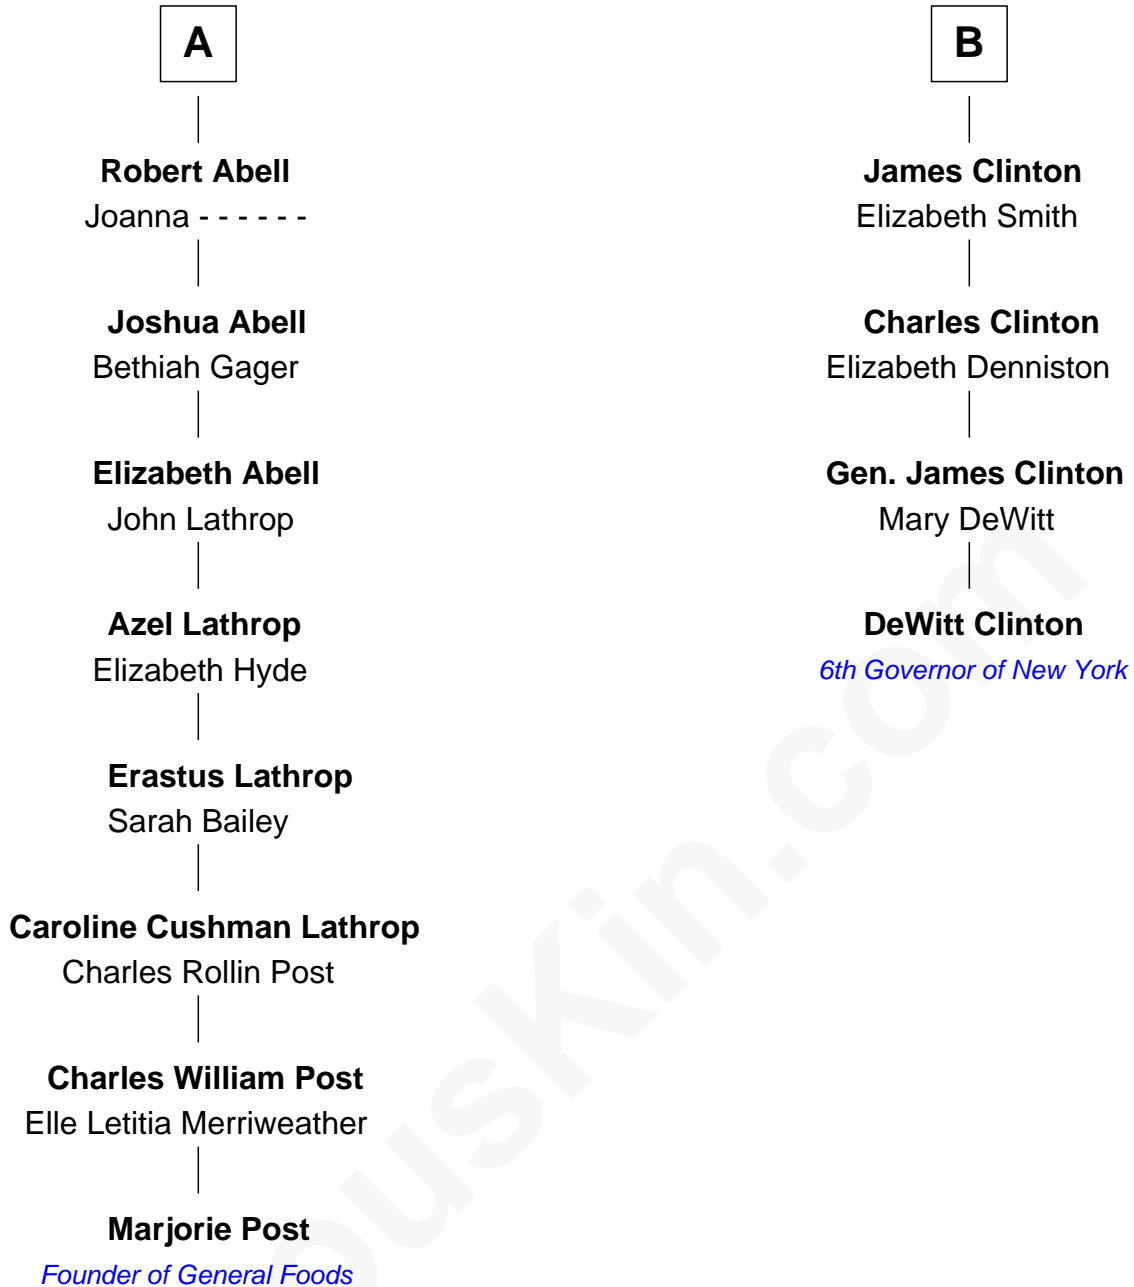 A
Robert Abell
Joanna - - - - - -
Joshua Abell
Bethiah Gager
Elizabeth Abell
John Lathrop
Azel Lathrop
Elizabeth Hyde
Erastus Lathrop
Sarah Bailey
Caroline Cushman Lathrop
Charles Rollin Post
Charles William Post
Elle Letitia Merriweather
Marjorie Post
Founder of General Foods
B
James Clinton
Elizabeth Smith
Charles Clinton
Elizabeth Denniston
Gen. James Clinton
Mary DeWitt
DeWitt Clinton
6th Governor of New York
ousKin.com